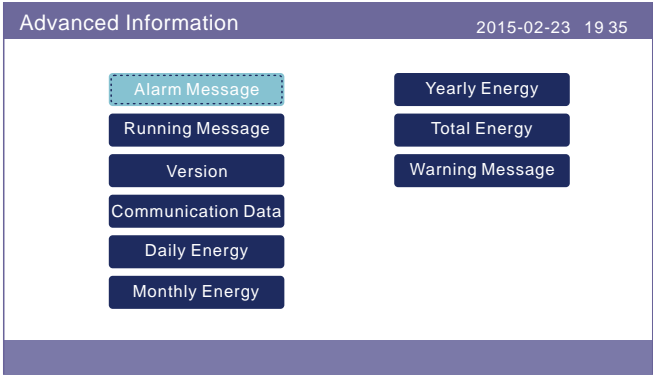 Advanced Information
2015-02-23 19 35
Alarm Message
Running Message
Version
Communication Data
Daily Energy
Monthly Energy
Yearly Energy
Total Energy
Warning Message